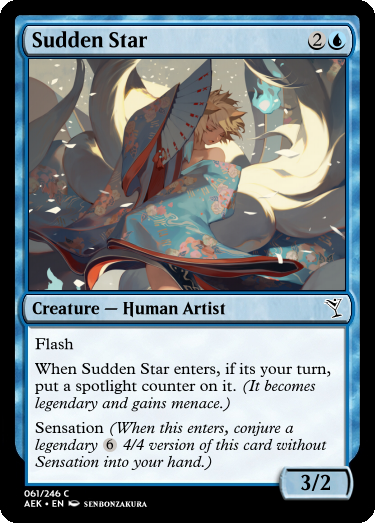 Sudden Star 2
Creature — Human Artist
Flash
When Sudden Star enters, if its your turn,
put a spotlight counter on it. (It becomes
legendary and gains menace.)
Sensation (When this enters, conjure a
legendary 6 4/4 version of this card without
Sensation into your hand.)
3/2
061/246 C
AEK • EN SENBONZAKURA